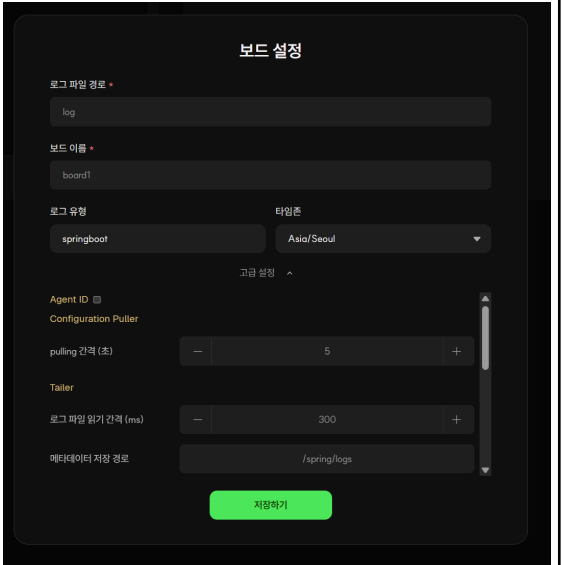 보드 설정
로그 파일 경로 *
log
보드 이름 *
board1
로그 유형 타임존
springboot Asia/Seoul
고급 설정
Agent ID
Configuration Puller
pulling 간격 (초) 5
Tailer
로그 파일 읽기 간격 (ms) 300
메타데이터 저장 경로 /spring/logs
저장하기